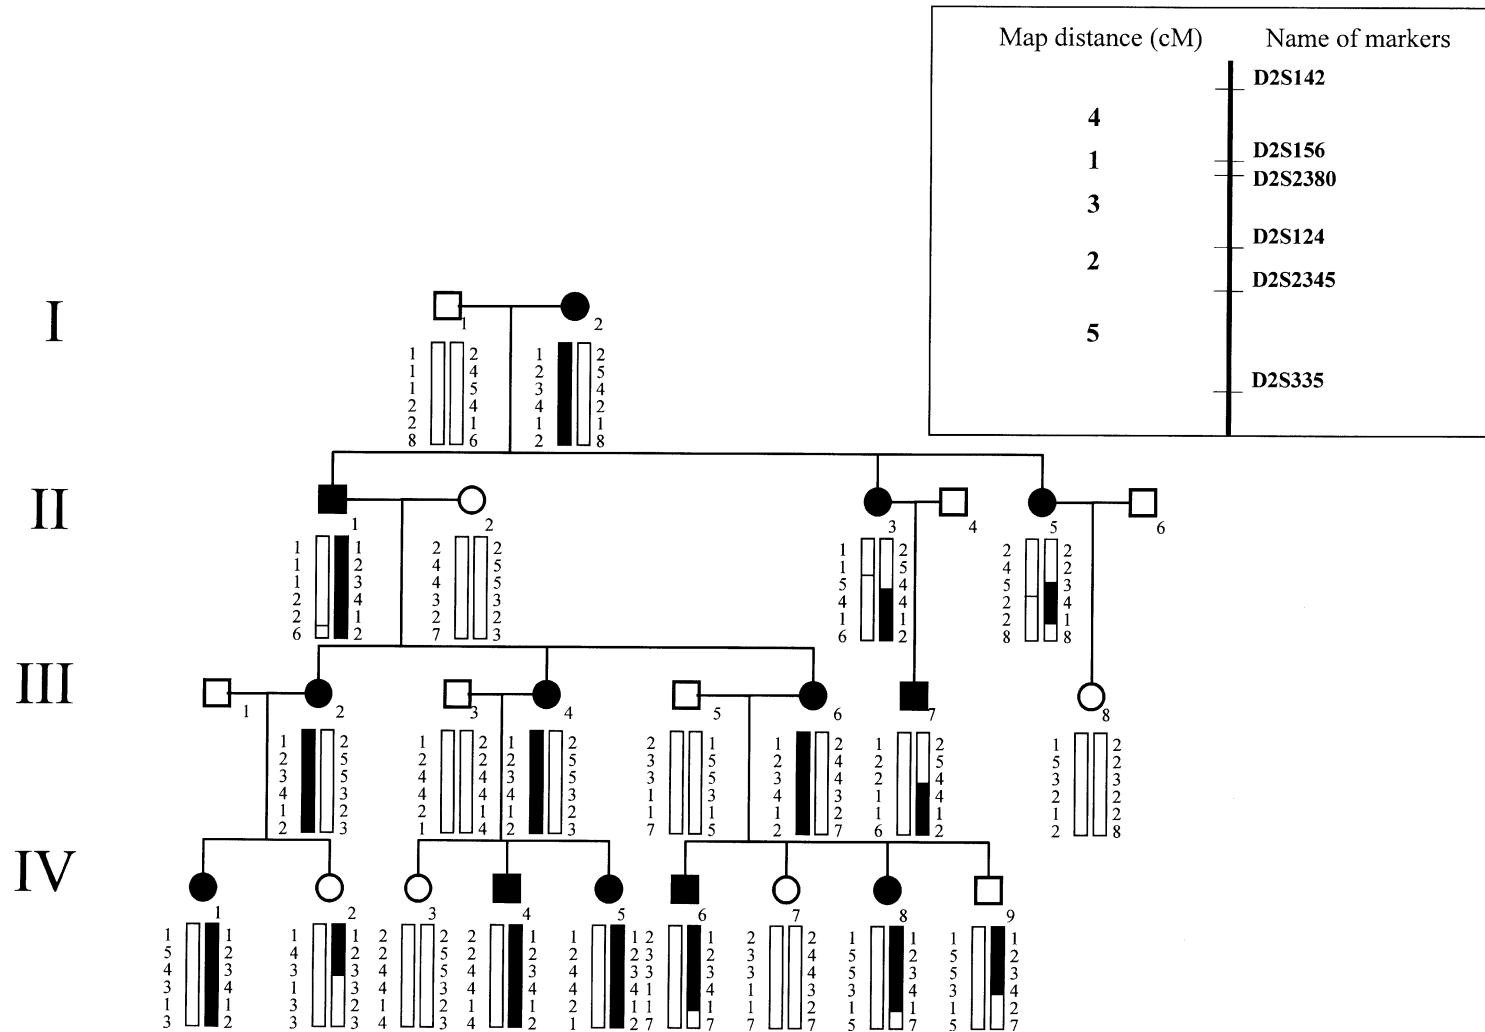 Map distance (cM) Name of markers
D2S142
4
D2S156
1
D2S2380
3
D2S124
2
D2S2345
5
D2S335
I
1 2
1 2 1 2
1 4 2 5
1 5 3 4
2 4 4 2
2 1 1 1
8 6 2 8
II
1 2 3 4 5 6
1 1 2 2 1 2 2 2
1 2 4 5 1 5 4 2
1 3 4 5 5 4 5 3
2 4 3 3 4 4 2 4
2 1 2 2 1 1 2 1
6 2 7 3 6 2 8 8
III
1 2 3 4 5 6 7 8
1 2 1 2 1 2 2 1 1 2 1 2 1 2
2 5 2 2 2 5 3 5 2 4 2 5 5 2
3 5 4 4 3 5 3 5 3 4 2 4 3 3
4 3 4 4 4 3 1 3 4 3 1 4 2 2
1 2 2 1 1 2 1 1 1 2 1 1 1 2
2 3 1 4 2 3 7 5 2 7 6 2 2 8
IV
1 2 3 4 5 6 7 8 9
1 1 1 1 2 2 2 1 1 1 2 1 2 2 1 1 1 1
5 2 4 2 2 5 2 2 2 2 3 2 3 4 5 2 5 2
4 3 3 3 4 5 4 3 4 3 3 3 3 4 5 3 5 3
3 4 1 3 4 3 4 4 4 4 1 4 1 3 3 4 3 4
1 1 3 2 1 2 1 1 2 1 1 1 1 2 1 1 1 2
3 2 3 3 4 3 4 2 1 2 7 7 7 7 5 7 5 7